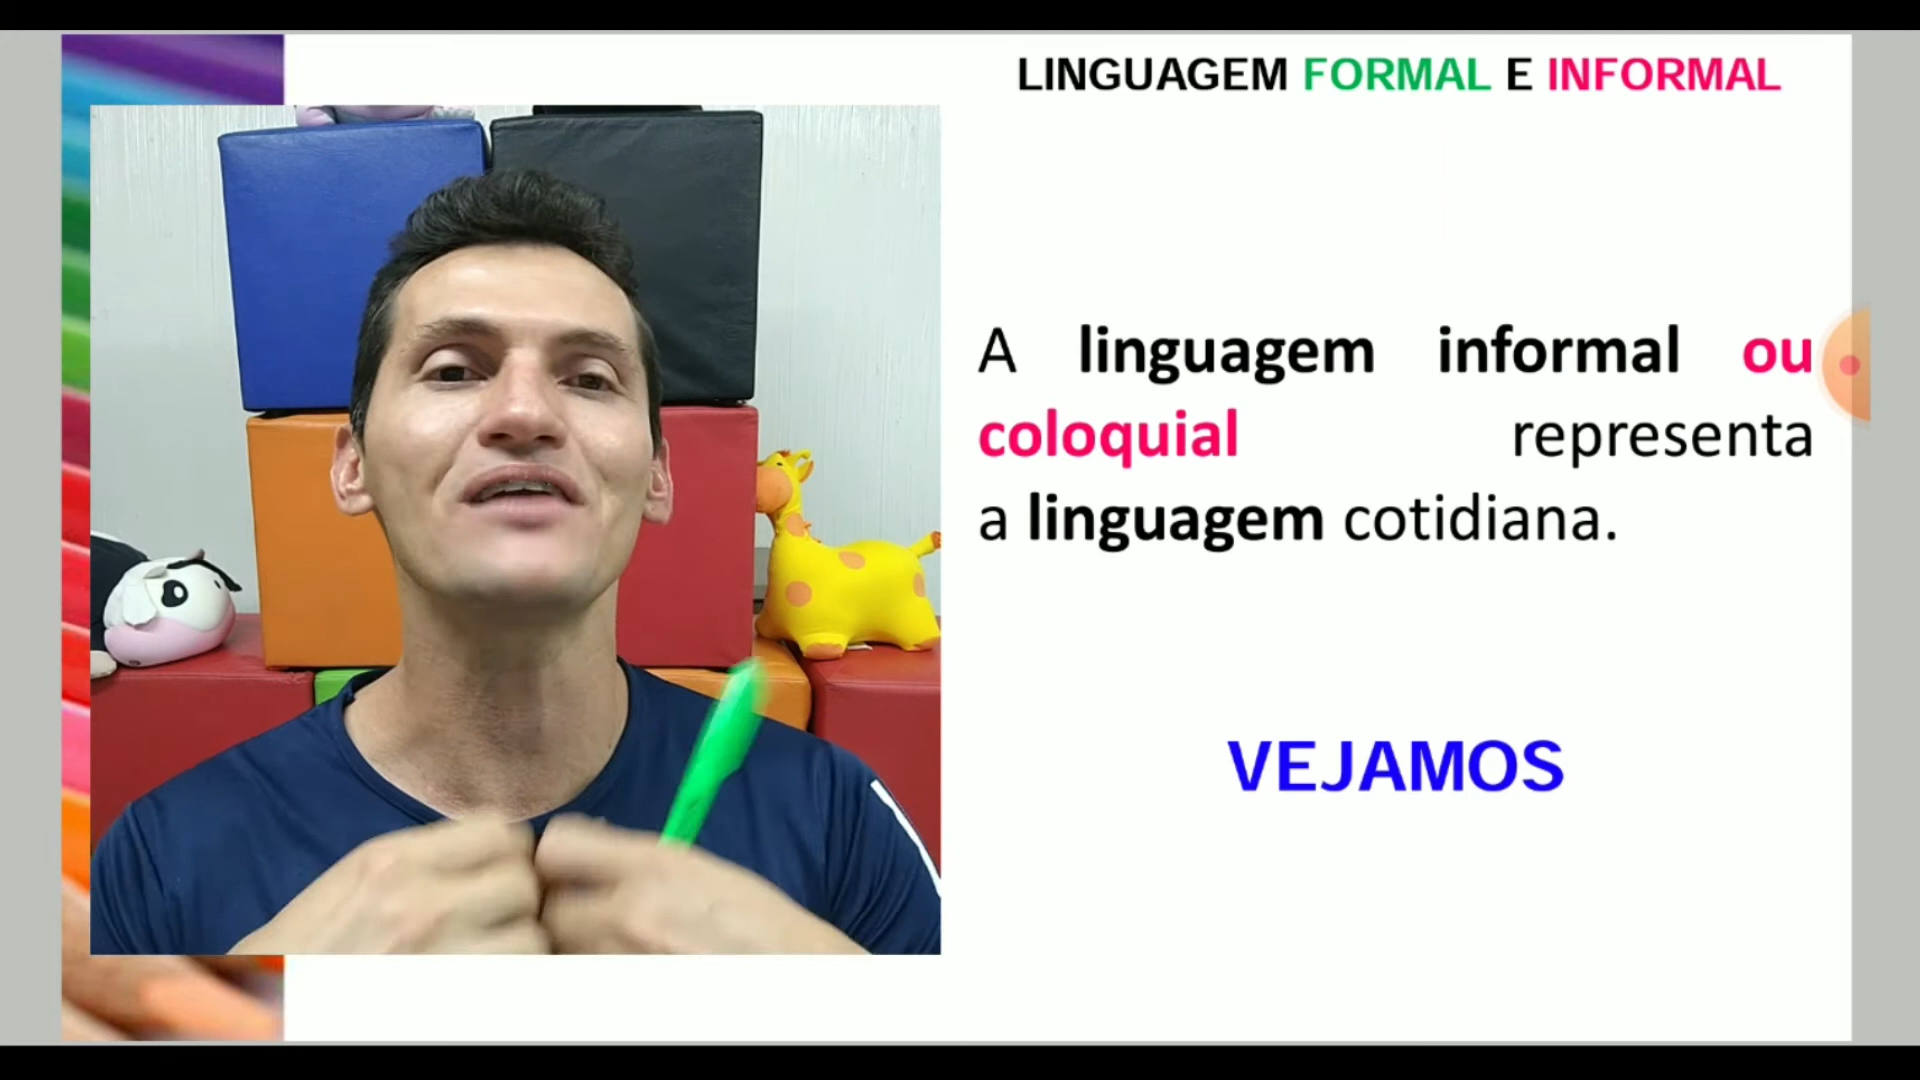 LINGUAGEM FORMAL E INFORMAL
A linguagem informal ou
coloquial representa
a linguagem cotidiana.
VEJAMOS